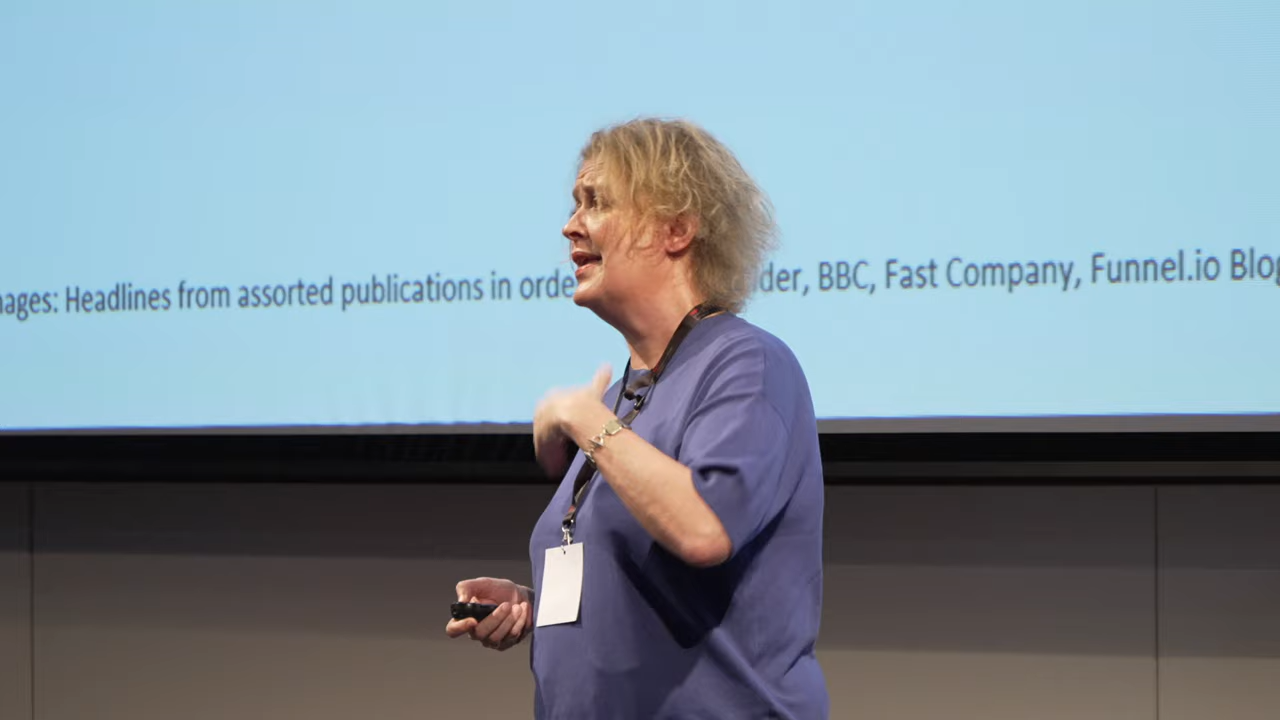 ages: Headlines from assorted publications in orde der, BBC, Fast Company, Funnel.io Blog